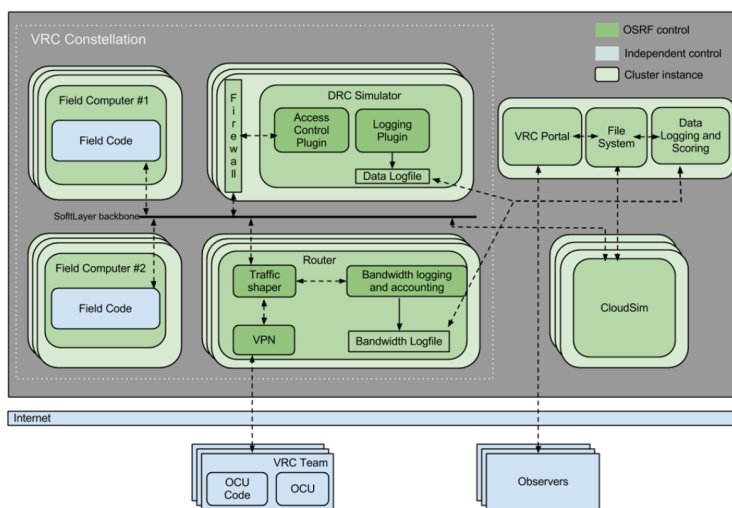 VRC Constellation
OSRF control
Independent control
Cluster instance
Field Computer #1
Field Code
Firewall
DRC Simulator
Access
Control
Plugin
Logging
Plugin
Data Logfile
VRC Portal
File
System
Data
Logging and
Scoring
SofitLayer backbone
Field Computer #2
Field Code
Router
Traffic
shaper
Bandwidth logging
and accounting
VPN
Bandwidth Logfile
CloudSim
Internet
VRC Team
OCU
Code
OCU
Observers